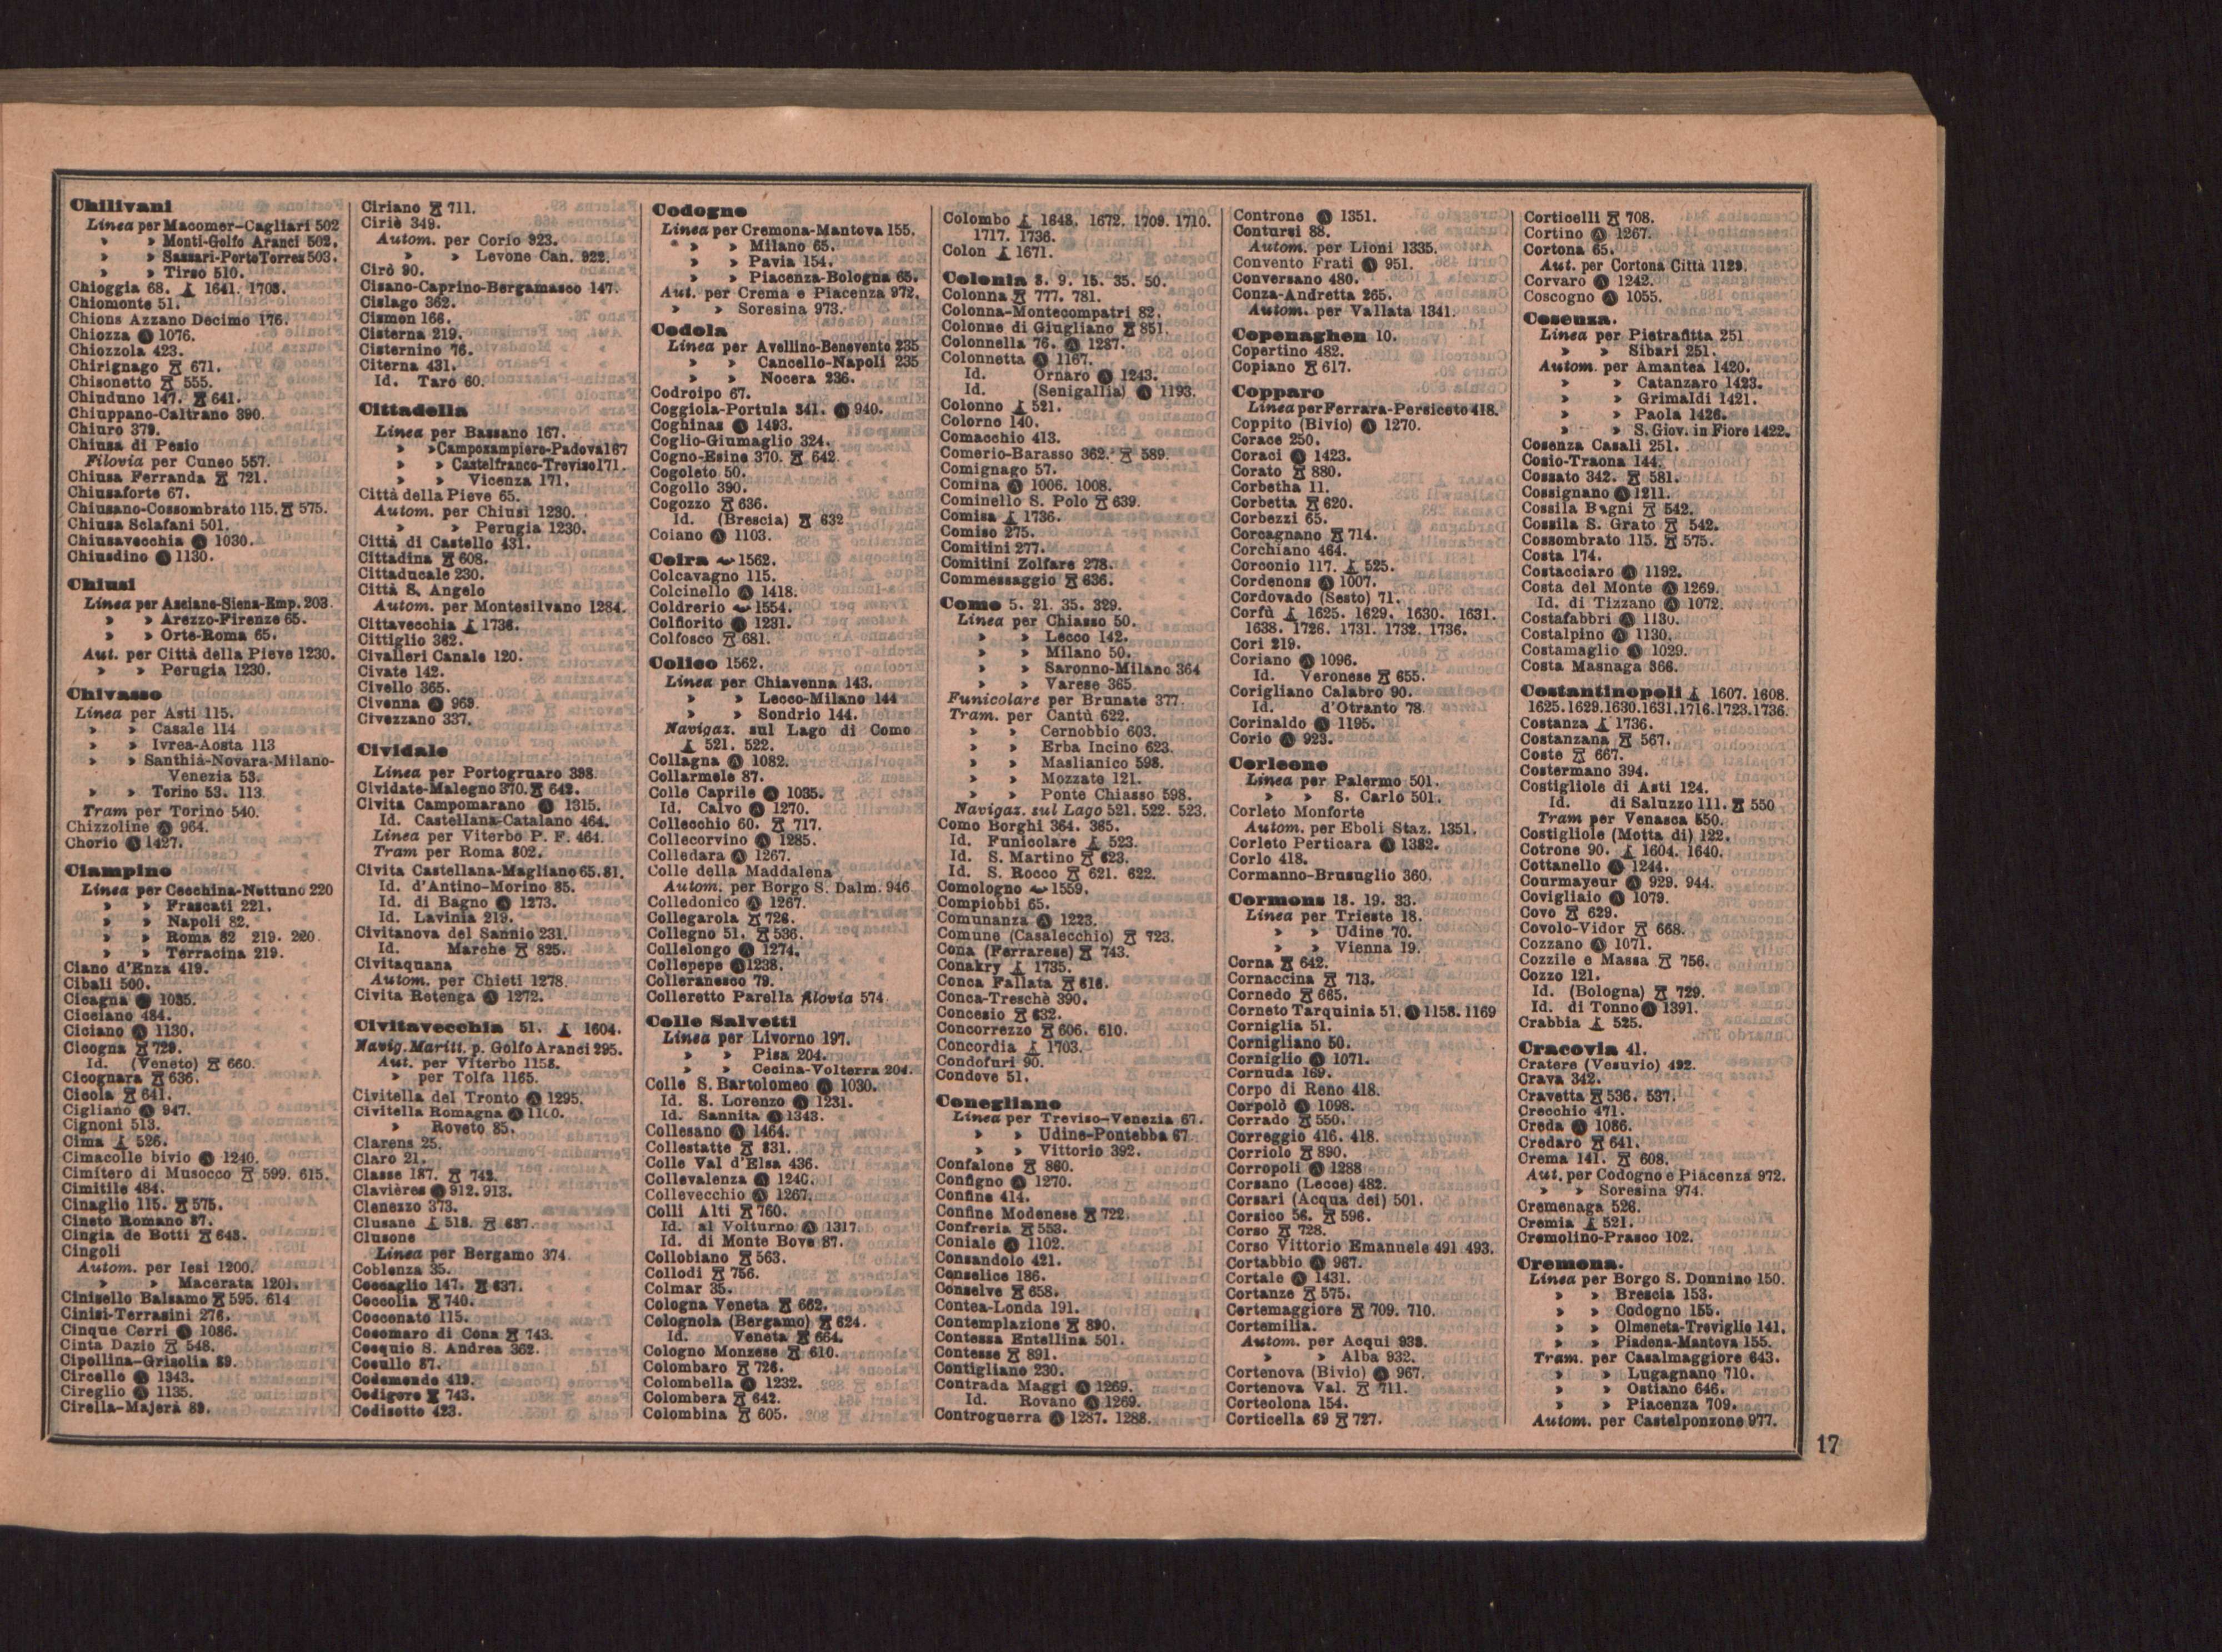 Chilivani
Linea per Macomer-Cagliari 502
» » Monti-Golfo Aranci 502.
» » Sassari-Porto Torres 503.
» » Tirso 510.
Chioggia 68. 1641. 1703.
Chiomonte 51.
Chions Azzano Decimo 176.
Chiozza Ⓐ 1076.
Chiozzola 423.
Chirignago 671.
Chisonetto 555.
Chiuduno 147. 641.
Chiuppano-Caltrano 390.
Chiuro 379.
Chiusa di Pesio
Filovia per Cuneo 557.
Chiusa Ferranda 721.
Chiusaforte 67.
Chiusano-Cossombrato 115. 575.
Chiusa Sclafani 501.
Chiusavecchia Ⓐ 1030.
Chiusdino Ⓐ 1130.
Chiusi
Linea per Asciano-Siena-Emp. 203.
» » Arezzo-Firenze 65.
» » Orte-Roma 65.
Aut. per Città della Pieve 1230.
» » Perugia 1230.
Chivasso
Linea per Asti 115.
» » Casale 114
» » Ivrea-Aosta 113
» » Santhià-Novara-Milano-
Venezia 53.
» » Torino 53. 113.
Tram per Torino 540.
Chizzoline Ⓐ 964.
Chorio Ⓐ 1427.
Ciampino
Linea per Cecchina-Nettuno 220
» » Frascati 221.
» » Napoli 82.
» » Roma 82 219. 220.
» » Terracina 219.
Ciano d'Enza 419.
Cibali 500.
Cicagna Ⓐ 1035.
Cicciano 484.
Ciciano Ⓐ 1130.
Cicogna 729.
Id. (Veneto) 660.
Cicognara 636.
Cicola 641.
Cigliano Ⓐ 947.
Cignoni 513.
Cima 526.
Cimacolle bivio Ⓐ 1240.
Cimitero di Musocco 599. 615.
Cimitile 484.
Cinaglio 115. 575.
Cineto Romano 87.
Cingia de Botti 643.
Cingoli
Autom. per Iesi 1200.
» » Macerata 1201.
Cinisello Balsamo 595. 614
Cinisi-Terrasini 276.
Cinque Cerri Ⓐ 1086.
Cinta Dazio 548.
Cipollina-Grisolia 89.
Circello Ⓐ 1343.
Cireglio Ⓐ 1135.
Cirella-Majerà 89.
Ciriano 711.
Ciriè 349.
Autom. per Corio 923.
» » Levone Can. 922.
Cirò 90.
Cisano-Caprino-Bergamasco 147.
Cislago 362.
Cismon 166.
Cisterna 219.
Cisternino 76.
Citerna 431.
Id. Taro 60.
Cittadella
Linea per Bassano 167.
» » Camposampiero-Padova 167
» » Castelfranco-Treviso 171.
» » Vicenza 171.
Città della Pieve 65.
Autom. per Chiusi 1230.
» » Perugia 1230.
Città di Castello 431.
Cittadina 608.
Cittaducale 230.
Città S. Angelo
Autom. per Montesilvano 1284.
Cittavecchia 1736.
Cittiglio 362.
Civalleri Canale 120.
Civate 142.
Civello 365.
Civenna Ⓐ 969.
Civezzano 337.
Cividale
Linea per Portogruaro 398.
Cividate-Malegno 370. 642.
Civita Campomarano Ⓐ 1315.
Id. Castellana-Catalano 464.
Linea per Viterbo P. F. 464.
Tram per Roma 802.
Civita Castellana-Magliano 65.81.
Id. d'Antino-Morino 85.
Id. di Bagno Ⓐ 1273.
Id. Lavinia 219.
Civitanova del Sannio 231.
Id. Marche 825.
Civitaquana
Autom. per Chieti 1278.
Civita Retenga Ⓐ 1272.
Civitavecchia 51. 1604.
Navig. Maritt. p. Golfo Aranci 295.
Aut. per Viterbo 1158.
» per Tolfa 1165.
Civitella del Tronto Ⓐ 1295.
Civitella Romagna Ⓐ 1100.
» Roveto 85.
Clarens 25.
Claro 21.
Classe 187. 742.
Clavières Ⓐ 912. 913.
Clenezzo 373.
Clusane 518. 637.
Clusone
Linea per Bergamo 374.
Coblenza 35.
Coccaglio 147. 637.
Coccolia 740.
Cocconato 115.
Cocomaro di Cona 743.
Cocquio S. Andrea 362.
Cocullo 87.
Codemondo 419.
Codigoro 743.
Codisotto 423.
Codogno
Linea per Cremona-Mantova 155.
» » Milano 65.
» » Pavia 154.
» » Piacenza-Bologna 65.
Aut. per Crema e Piacenza 972.
» » Soresina 973.
Codola
Linea per Avellino-Benevento 235
» » Cancello-Napoli 235
» » Nocera 236.
Codroipo 67.
Coggiola-Portula 341. Ⓐ 940.
Coghinas Ⓐ 1493.
Coglio-Giumaglio 324.
Cogno-Esine 370. 642.
Cogoleto 50.
Cogollo 390.
Cogozzo 636.
Id. (Brescia) 632
Coiano Ⓐ 1103.
Coira 1562.
Colcavagno 115.
Colcinello Ⓐ 1418.
Coldrerio 1554.
Colfiorito Ⓐ 1231.
Colfosco 681.
Colico 1562.
Linea per Chiavenna 143.
» » Lecco-Milano 144
» » Sondrio 144.
Navigaz. sul Lago di Como
521. 522.
Collagna Ⓐ 1082.
Collarmele 87.
Colle Caprile Ⓐ 1035.
Id. Calvo Ⓐ 1270.
Collecchio 60. 717.
Collecorvino Ⓐ 1285.
Colledara Ⓐ 1267.
Colle della Maddalena
Autom. per Borgo S. Dalm. 946
Colledonico Ⓐ 1267.
Collegarola 726.
Collegno 51. 536.
Collelongo Ⓐ 1274.
Collepepe Ⓐ 1238.
Colleranesco 79.
Colleretto Parella filovia 574.
Colle Salvetti
Linea per Livorno 197.
» » Pisa 204.
» » Cecina-Volterra 204.
Colle S. Bartolomeo Ⓐ 1030.
Id. S. Lorenzo Ⓐ 1231.
Id. Sannita Ⓐ 1343.
Collesano Ⓐ 1464.
Collestatte 831.
Colle Val d'Elsa 436.
Collevalenza Ⓐ 1240.
Collevecchio Ⓐ 1267.
Colli Alti 760.
Id. al Volturno Ⓐ 1317.
Id. di Monte Bove 87.
Collobiano 563.
Collodi 756.
Colmar 35.
Cologna Veneta 662.
Colognola (Bergamo) 624.
Id. Veneta 664.
Cologno Monzese 610.
Colombaro 726.
Colombella Ⓐ 1232.
Colombera 642.
Colombina 605.
Colombo 1648. 1672. 1709. 1710.
1717. 1736.
Colon 1671.
Colonia 8. 9. 15. 35. 50.
Colonna 777. 781.
Colonna-Montecompatri 82.
Colonne di Giugliano 851.
Colonnella 76. Ⓐ 1287.
Colonnetta Ⓐ 1167.
Id. Ornaro Ⓐ 1243.
Id. (Senigallia) Ⓐ 1193.
Colonno 521.
Colorno 140.
Comacchio 413.
Comerio-Barasso 362. 589.
Comignago 57.
Comina Ⓐ 1006. 1008.
Cominello S. Polo 639.
Comisa 1736.
Comiso 275.
Comitini 277.
Comitini Zolfare 278.
Commessaggio 636.
Como 5. 21. 35. 329.
Linea per Chiasso 50.
» » Lecco 142.
» » Milano 50.
» » Saronno-Milano 364
» » Varese 365.
Funicolare per Brunate 377.
Tram. per Cantù 622.
» » Cernobbio 603.
» » Erba Incino 623.
» » Maslianico 598.
» » Mozzate 121.
» » Ponte Chiasso 598.
Navigaz. sul Lago 521. 522. 523.
Como Borghi 364. 385.
Id. Funicolare 523.
Id. S. Martino 623.
Id. S. Rocco 621. 622.
Comologno 1559.
Compiobbi 65.
Comunanza Ⓐ 1223.
Comune (Casalecchio) 723.
Cona (Ferrarese) 743.
Conakry 1735.
Conca Fallata 616.
Conca-Treschè 390.
Concesio 632.
Concorrezzo 606. 610.
Concordia 1703.
Condofuri 90.
Condove 51.
Conegliano
Linea per Treviso-Venezia 67.
» » Udine-Pontebba 67.
» » Vittorio 392.
Confalone 860.
Configno Ⓐ 1270.
Confine 414.
Confine Modenese 722.
Confreria 553.
Coniale Ⓐ 1102.
Consandolo 421.
Conselice 186.
Conselve 658.
Contea-Londa 191.
Contemplazione 890.
Contessa Entellina 501.
Contesse 891.
Contigliano 230.
Contrada Maggi Ⓐ 1269.
Id. Rovano Ⓐ 1269.
Controguerra Ⓐ 1287. 1288.
Controne Ⓐ 1351.
Contursi 88.
Autom. per Lioni 1335.
Convento Frati Ⓐ 951.
Conversano 480.
Conza-Andretta 265.
Autom. per Vallata 1341.
Copenaghen 10.
Copertino 482.
Copiano 617.
Copparo
Linea per Ferrara-Persiceto 418.
Coppito (Bivio) Ⓐ 1270.
Corace 250.
Coraci Ⓐ 1423.
Corato 880.
Corbetha 11.
Corbetta 620.
Corbezzi 65.
Corcagnano 714.
Corchiano 464.
Corconio 117. 525.
Cordenons Ⓐ 1007.
Cordovado (Sesto) 71.
Corfù 1625. 1629. 1630. 1631.
1638. 1726. 1731. 1732. 1736.
Cori 219.
Coriano Ⓐ 1096.
Id. Veronese 655.
Corigliano Calabro 90.
Id. d'Otranto 78.
Corinaldo Ⓐ 1195.
Corio Ⓐ 923.
Corleone
Linea per Palermo 501.
» » S. Carlo 501.
Corleto Monforte
Autom. per Eboli Staz. 1351.
Corleto Perticara Ⓐ 1382.
Corlo 418.
Cormanno-Brusuglio 360.
Cormons 18. 19. 33.
Linea per Trieste 18.
» » Udine 70.
» » Vienna 19.
Corna 642.
Cornaccina 713.
Cornedo 665.
Corneto Tarquinia 51. Ⓐ 1158. 1169
Corniglia 51.
Cornigliano 50.
Corniglio Ⓐ 1071.
Cornuda 169.
Corpo di Reno 418.
Corpolò Ⓐ 1098.
Corrado 550.
Correggio 416. 418.
Corriolo 890.
Corropoli Ⓐ 1288
Corsano (Lecce) 482.
Corsari (Acqua dei) 501.
Corsico 56. 596.
Corso 728.
Corso Vittorio Emanuele 491 493.
Cortabbio Ⓐ 967.
Cortale Ⓐ 1431.
Cortanze 575.
Cortemaggiore 709. 710.
Cortemilia.
Autom. per Acqui 938.
» » Alba 932.
Cortenova (Bivio) Ⓐ 967.
Cortenova Val. 711.
Corteolona 154.
Corticella 69 727.
Corticelli 708.
Cortino Ⓐ 1267.
Cortona 65.
Aut. per Cortona Città 1129.
Corvaro Ⓐ 1242.
Coscogno Ⓐ 1055.
Cosenza.
Linea per Pietrafitta 251
» » Sibari 251.
Autom. per Amantea 1420.
» » Catanzaro 1423.
» » Grimaldi 1421.
» » Paola 1426.
» » S. Giov. in Fiore 1422.
Cosenza Casali 251.
Cosio-Traona 144.
Cossato 342. 581.
Cossignano Ⓐ 1211.
Cossila Bagni 542.
Cossila S. Grato 542.
Cossombrato 115. 575.
Costa 174.
Costacciaro Ⓐ 1192.
Costa del Monte Ⓐ 1269.
Id. di Tizzano Ⓐ 1072.
Costafabbri Ⓐ 1130.
Costalpino Ⓐ 1130.
Costamaglio Ⓐ 1029.
Costa Masnaga 366.
Costantinopoli 1607. 1608.
1625.1629.1630.1631.1716.1723.1736.
Costanza 1736.
Costanzana 567.
Coste 667.
Costermano 394.
Costigliole di Asti 124.
Id. di Saluzzo 111. 550
Tram per Venasca 550.
Costigliole (Motta di) 122.
Cotrone 90. 1604. 1640.
Cottanello Ⓐ 1244.
Courmayeur Ⓐ 929. 944.
Covigliaio Ⓐ 1079.
Covo 629.
Covolo-Vidor 668.
Cozzano Ⓐ 1071.
Cozzile e Massa 756.
Cozzo 121.
Id. (Bologna) 729.
Id. di Tonno Ⓐ 1391.
Crabbia 525.
Cracovia 41.
Cratere (Vesuvio) 492.
Crava 342.
Cravetta 536. 537.
Crecchio 471.
Creda Ⓐ 1086.
Credaro 641.
Crema 141. 608.
Aut. per Codogno e Piacenza 972.
» » Soresina 974.
Cremenaga 526.
Cremia 521.
Cremolino-Prasco 102.
Cremona.
Linea per Borgo S. Donnino 150.
» » Brescia 153.
» » Codogno 155.
» » Olmeneta-Treviglio 141.
» » Piadena-Mantova 155.
Tram. per Casalmaggiore 643.
» » Lugagnano 710.
» » Ostiano 646.
» » Piacenza 709.
Autom. per Castelponzone 977.
17